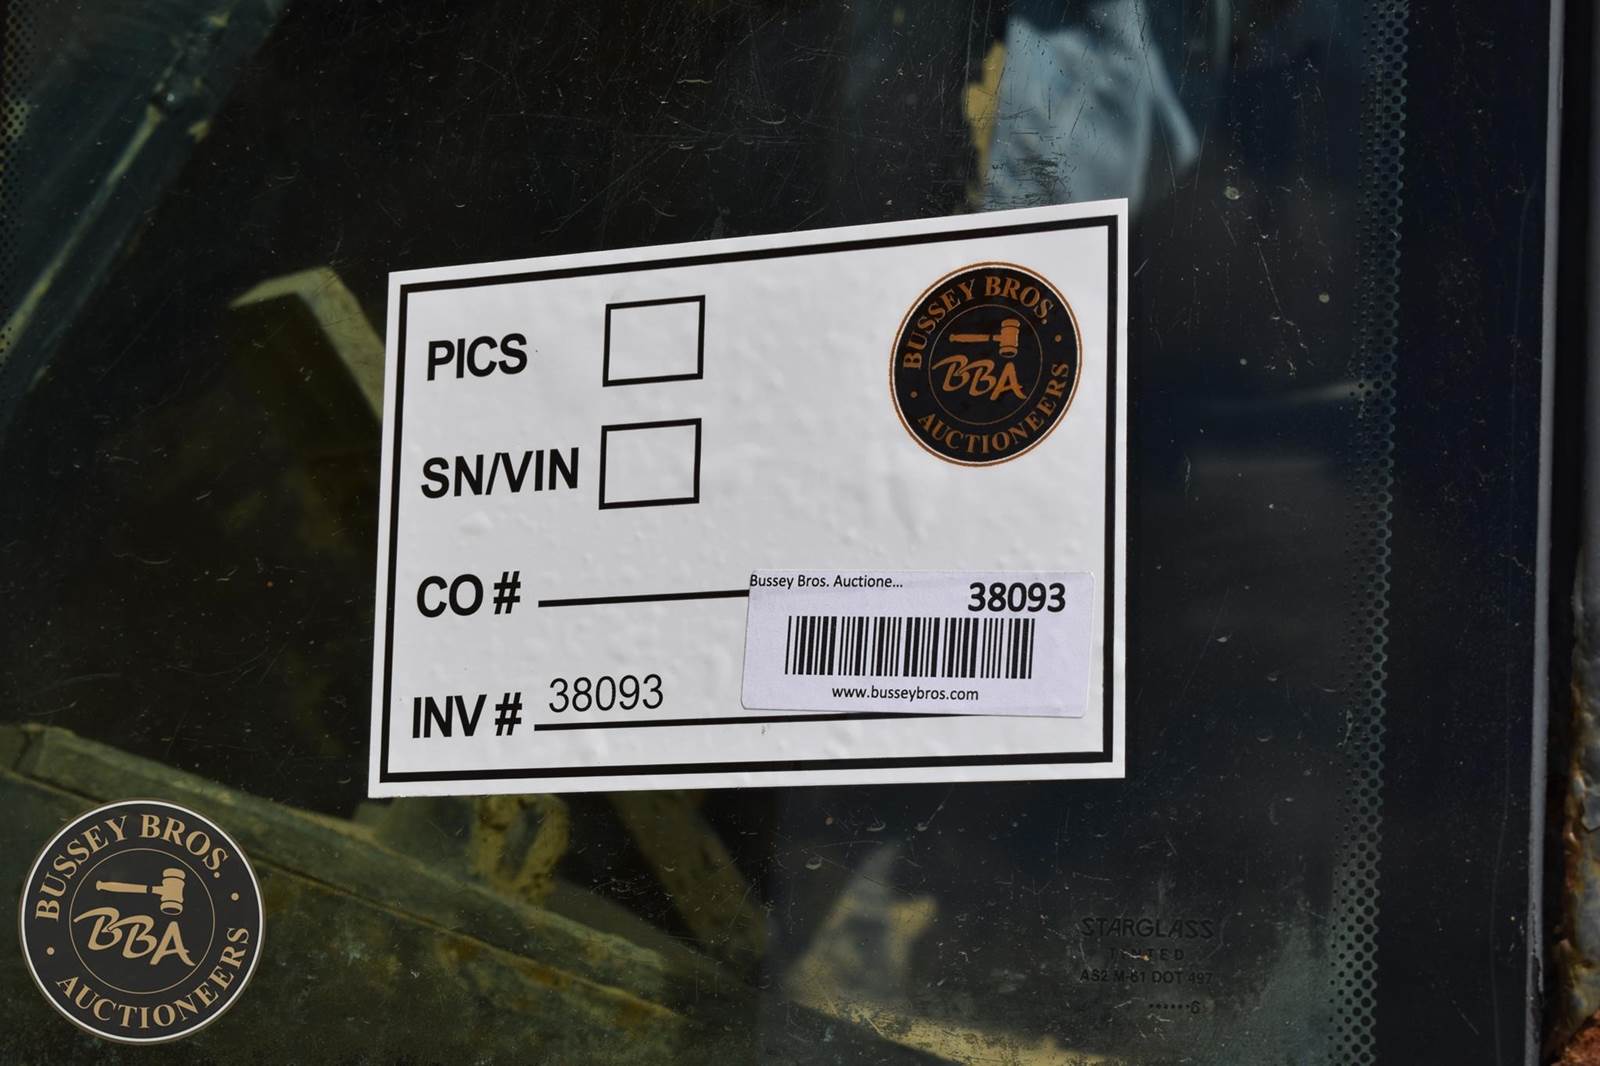 PICS
BUSSEY BROS.
BBA
AUCTIONEERS
SN/VIN
CO #
Bussey Bros. Auctione...
38093
www.busseybros.com
INV # 38093
BUSSEY BROS.
BBA
AUCTIONEERS
STARGLASS
TINTED
AS2 M-61 DOT 497
......6